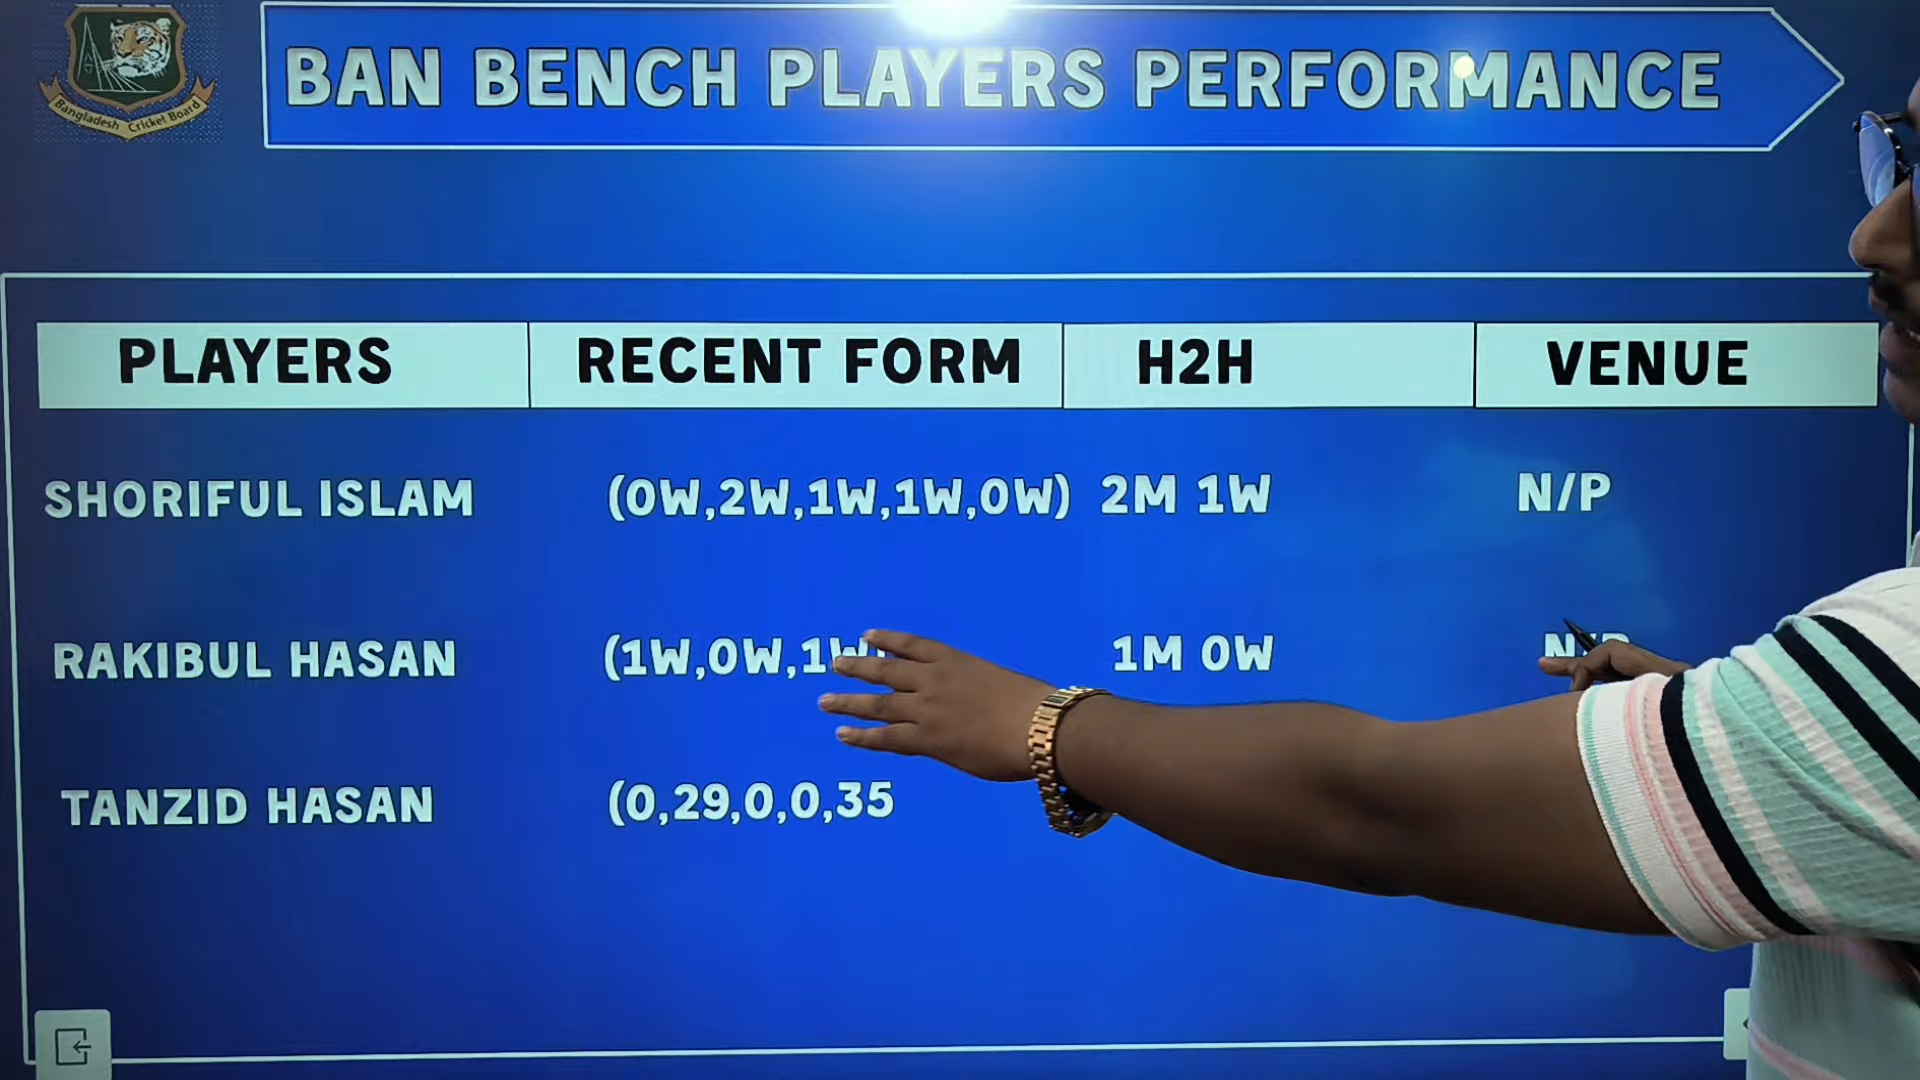 Bangladesh Cricket Board
BAN BENCH PLAYERS PERFORMANCE
PLAYERS RECENT FORM H2H VENUE
SHORIFUL ISLAM (0W,2W,1W,1W,0W) 2M 1W N/P
RAKIBUL HASAN (1W,0W,1W 1M 0W
TANZID HASAN (0,29,0,0,35